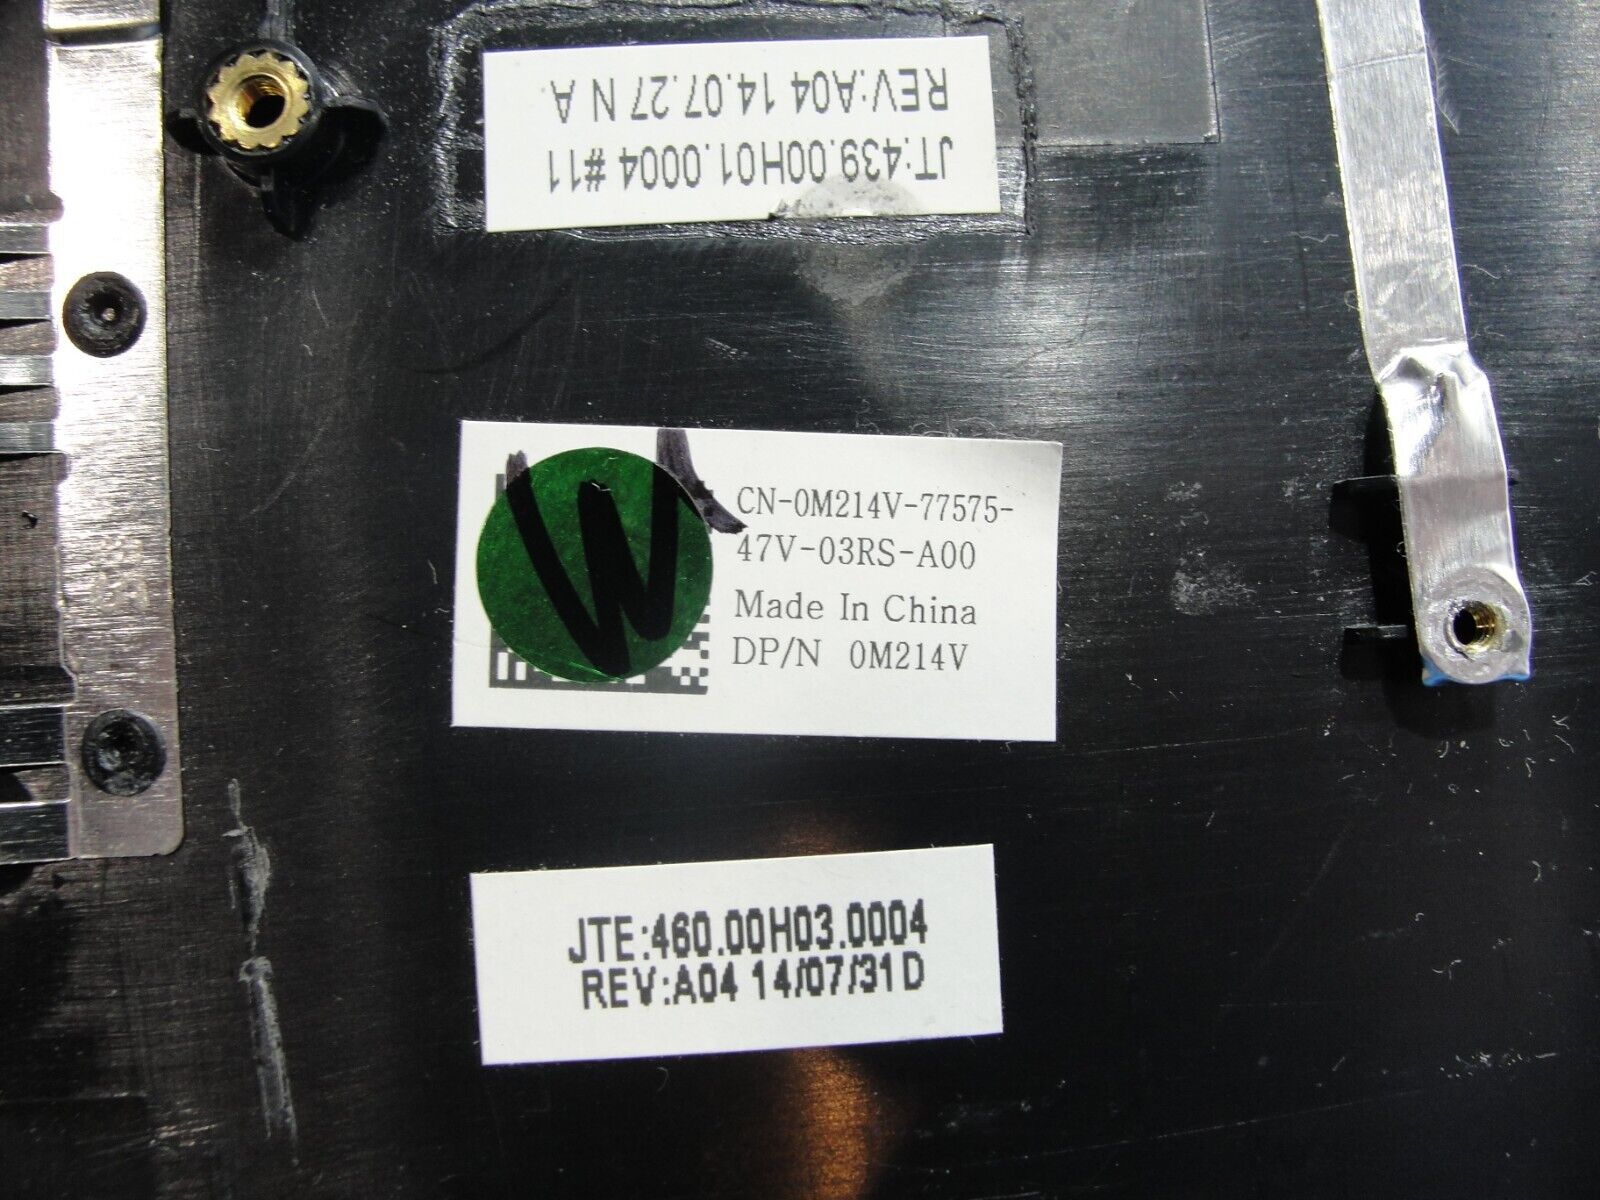 JT:439.00H01.0004 #11
REV:A04 14.07.27 N A.
W
CN-0M214V-77575-
47V-03RS-A00
Made In China
DP/N 0M214V
JTE:460.00H03.0004
REV:A04 14/07/31 D